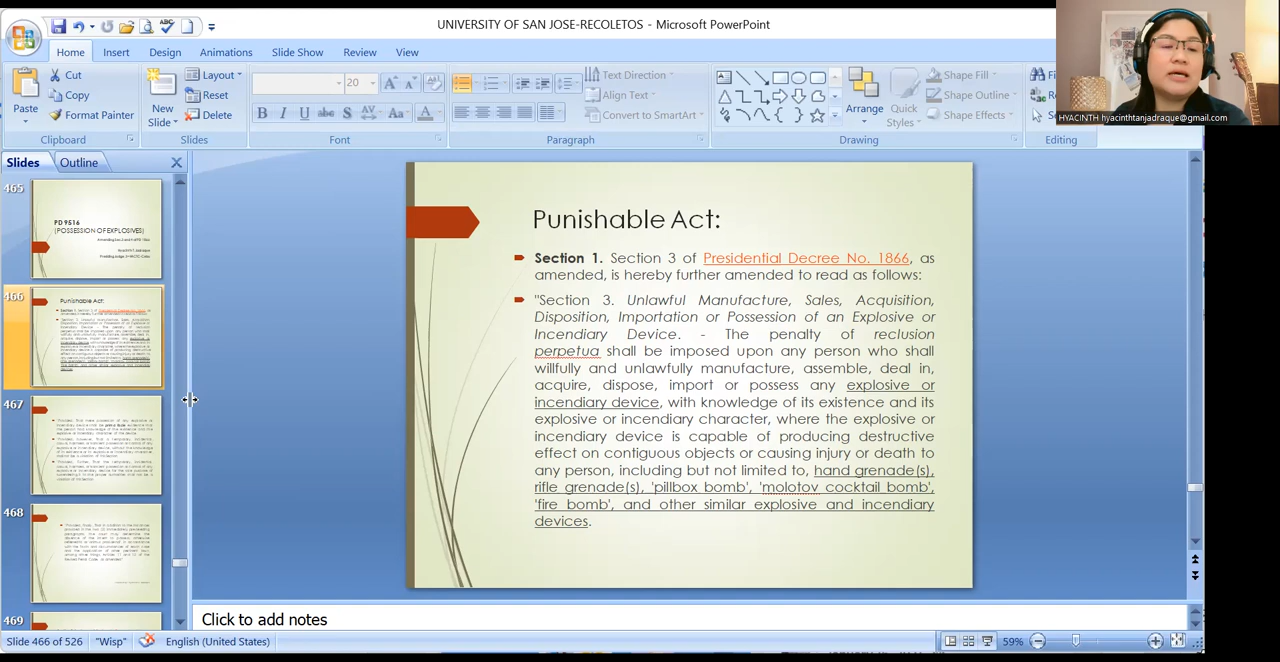 UNIVERSITY OF SAN JOSE-RECOLETOS - Microsoft PowerPoint
Home Insert Design Animations Slide Show Review View
Paste
Cut
Copy
Format Painter
Clipboard
New Slide
Layout
Reset
Delete
Slides
20
B I U abc S AV Aa A
Font
Text Direction
Align Text
Convert to SmartArt
Paragraph
Arrange
Quick Styles
Shape Fill
Shape Outline
Shape Effects
Drawing
Editing
HYACINTH hyacinthtanjadraque@gmail.com
Slides Outline
465
PD 9516
(POSSESSION OF EXPLOSIVES)
466
Punishable Act:
467
468
469
Punishable Act:
Section 1. Section 3 of Presidential Decree No. 1866, as
amended, is hereby further amended to read as follows:
"Section 3. Unlawful Manufacture, Sales, Acquisition,
Disposition, Importation or Possession of an Explosive or
Incendiary Device. - The penalty of reclusion
perpetua shall be imposed upon any person who shall
willfully and unlawfully manufacture, assemble, deal in,
acquire, dispose, import or possess any explosive or
incendiary device, with knowledge of its existence and its
explosive or incendiary character, where the explosive or
incendiary device is capable of producing destructive
effect on contiguous objects or causing injury or death to
any person, including but not limited to, hand grenade(s),
rifle grenade(s), 'pillbox bomb', 'molotov cocktail bomb',
'fire bomb', and other similar explosive and incendiary
devices.
Click to add notes
Slide 466 of 526 "Wisp" English (United States) 59%